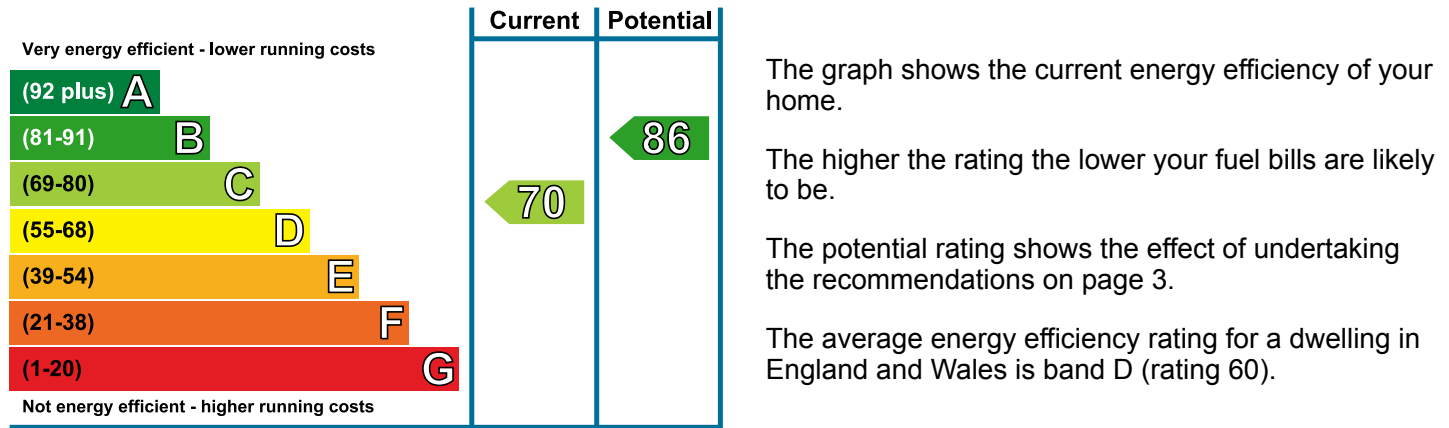 Current Potential
Very energy efficient - lower running costs
(92 plus) A
(81-91) B
86
(69-80) C
70
(55-68) D
(39-54) E
(21-38) F
(1-20) G
Not energy efficient - higher running costs
The graph shows the current energy efficiency of your
home.
The higher the rating the lower your fuel bills are likely
to be.
The potential rating shows the effect of undertaking
the recommendations on page 3.
The average energy efficiency rating for a dwelling in
England and Wales is band D (rating 60).